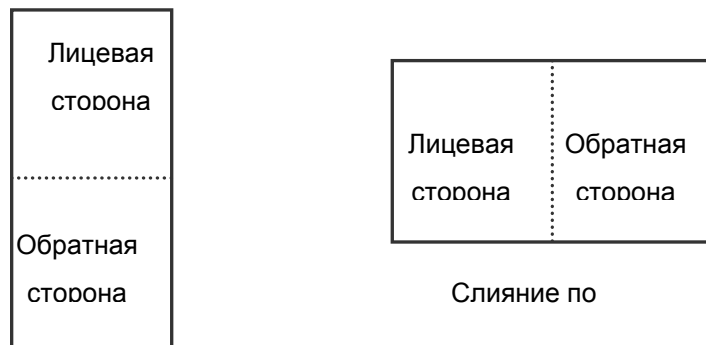 Лицевая
сторона
Обратная
сторона
Лицевая
сторона
Обратная
сторона
Слияние по